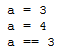 a = 3
a = 4
a == 3